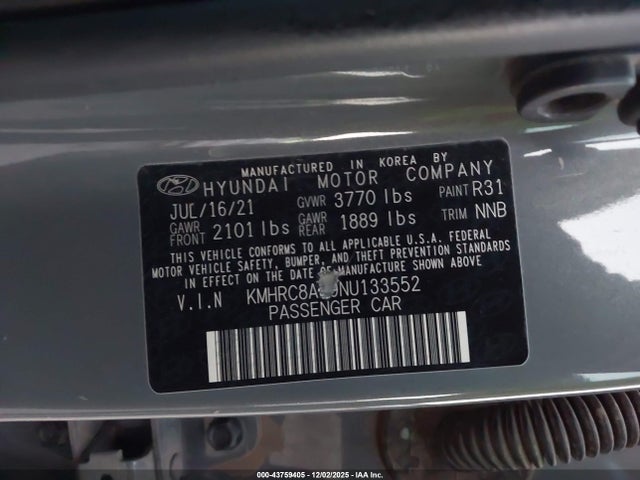 MANUFACTURED IN KOREA BY
HYUNDAI MOTOR COMPANY
JUL/16/21 GVWR 3770 lbs PAINT R31
GAWR FRONT 2101 lbs GAWR REAR 1889 lbs TRIM NNB
THIS VEHICLE CONFORMS TO ALL APPLICABLE U.S.A. FEDERAL
MOTOR VEHICLE SAFETY, BUMPER, AND THEFT PREVENTION STANDARDS
IN EFFECT ON THE DATE OF MANUFACTURE SHOWN ABOVE
V.I.N
PASSENGER CAR
000-43759405 12/02/2025 - IAA Inc.